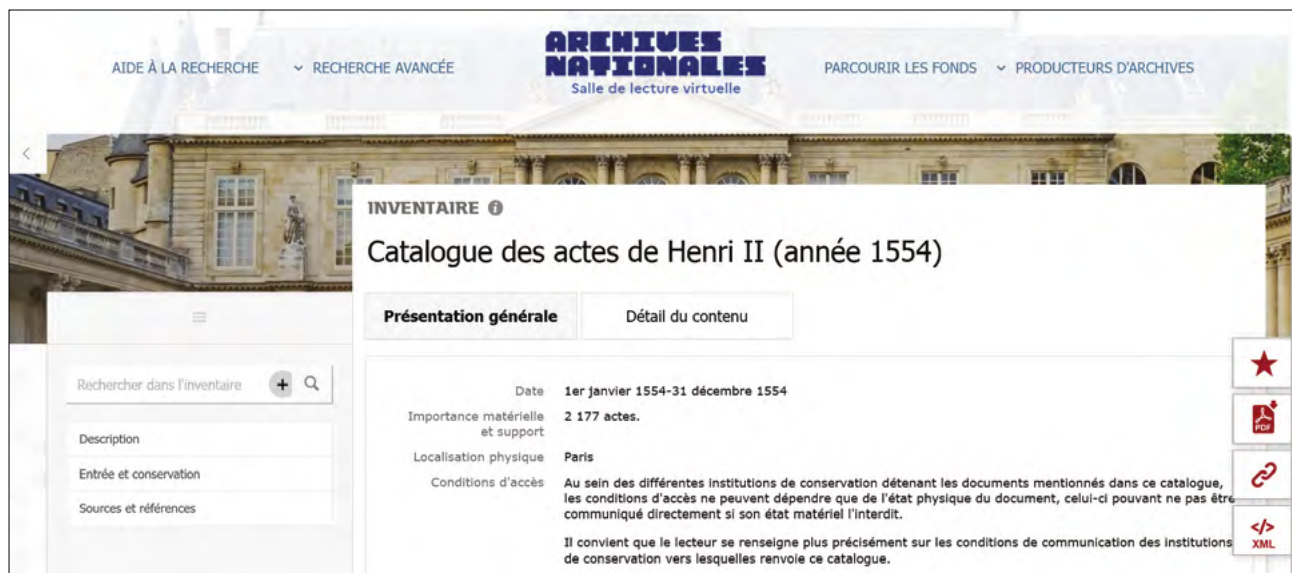 ARCHIVES
NATIONALES
Salle de lecture virtuelle
AIDE À LA RECHERCHE
RECHERCHE AVANCÉE
PARCOURIR LES FONDS
PRODUCTEURS D'ARCHIVES
INVENTAIRE
Catalogue des actes de Henri II (année 1554)
Présentation générale
Détail du contenu
Rechercher dans l'inventaire
Description
Entrée et conservation
Sources et références
Date 1er janvier 1554-31 décembre 1554
Importance matérielle 2 177 actes.
et support
Localisation physique Paris
Conditions d'accès Au sein des différentes institutions de conservation détenant les documents mentionnés dans ce catalogue,
les conditions d'accès ne peuvent dépendre que de l'état physique du document, celui-ci pouvant ne pas être
communiqué directement si son état matériel l'interdit.
Il convient que le lecteur se renseigne plus précisément sur les conditions de communication des institutions
de conservation vers lesquelles renvoie ce catalogue.
PDF
XML